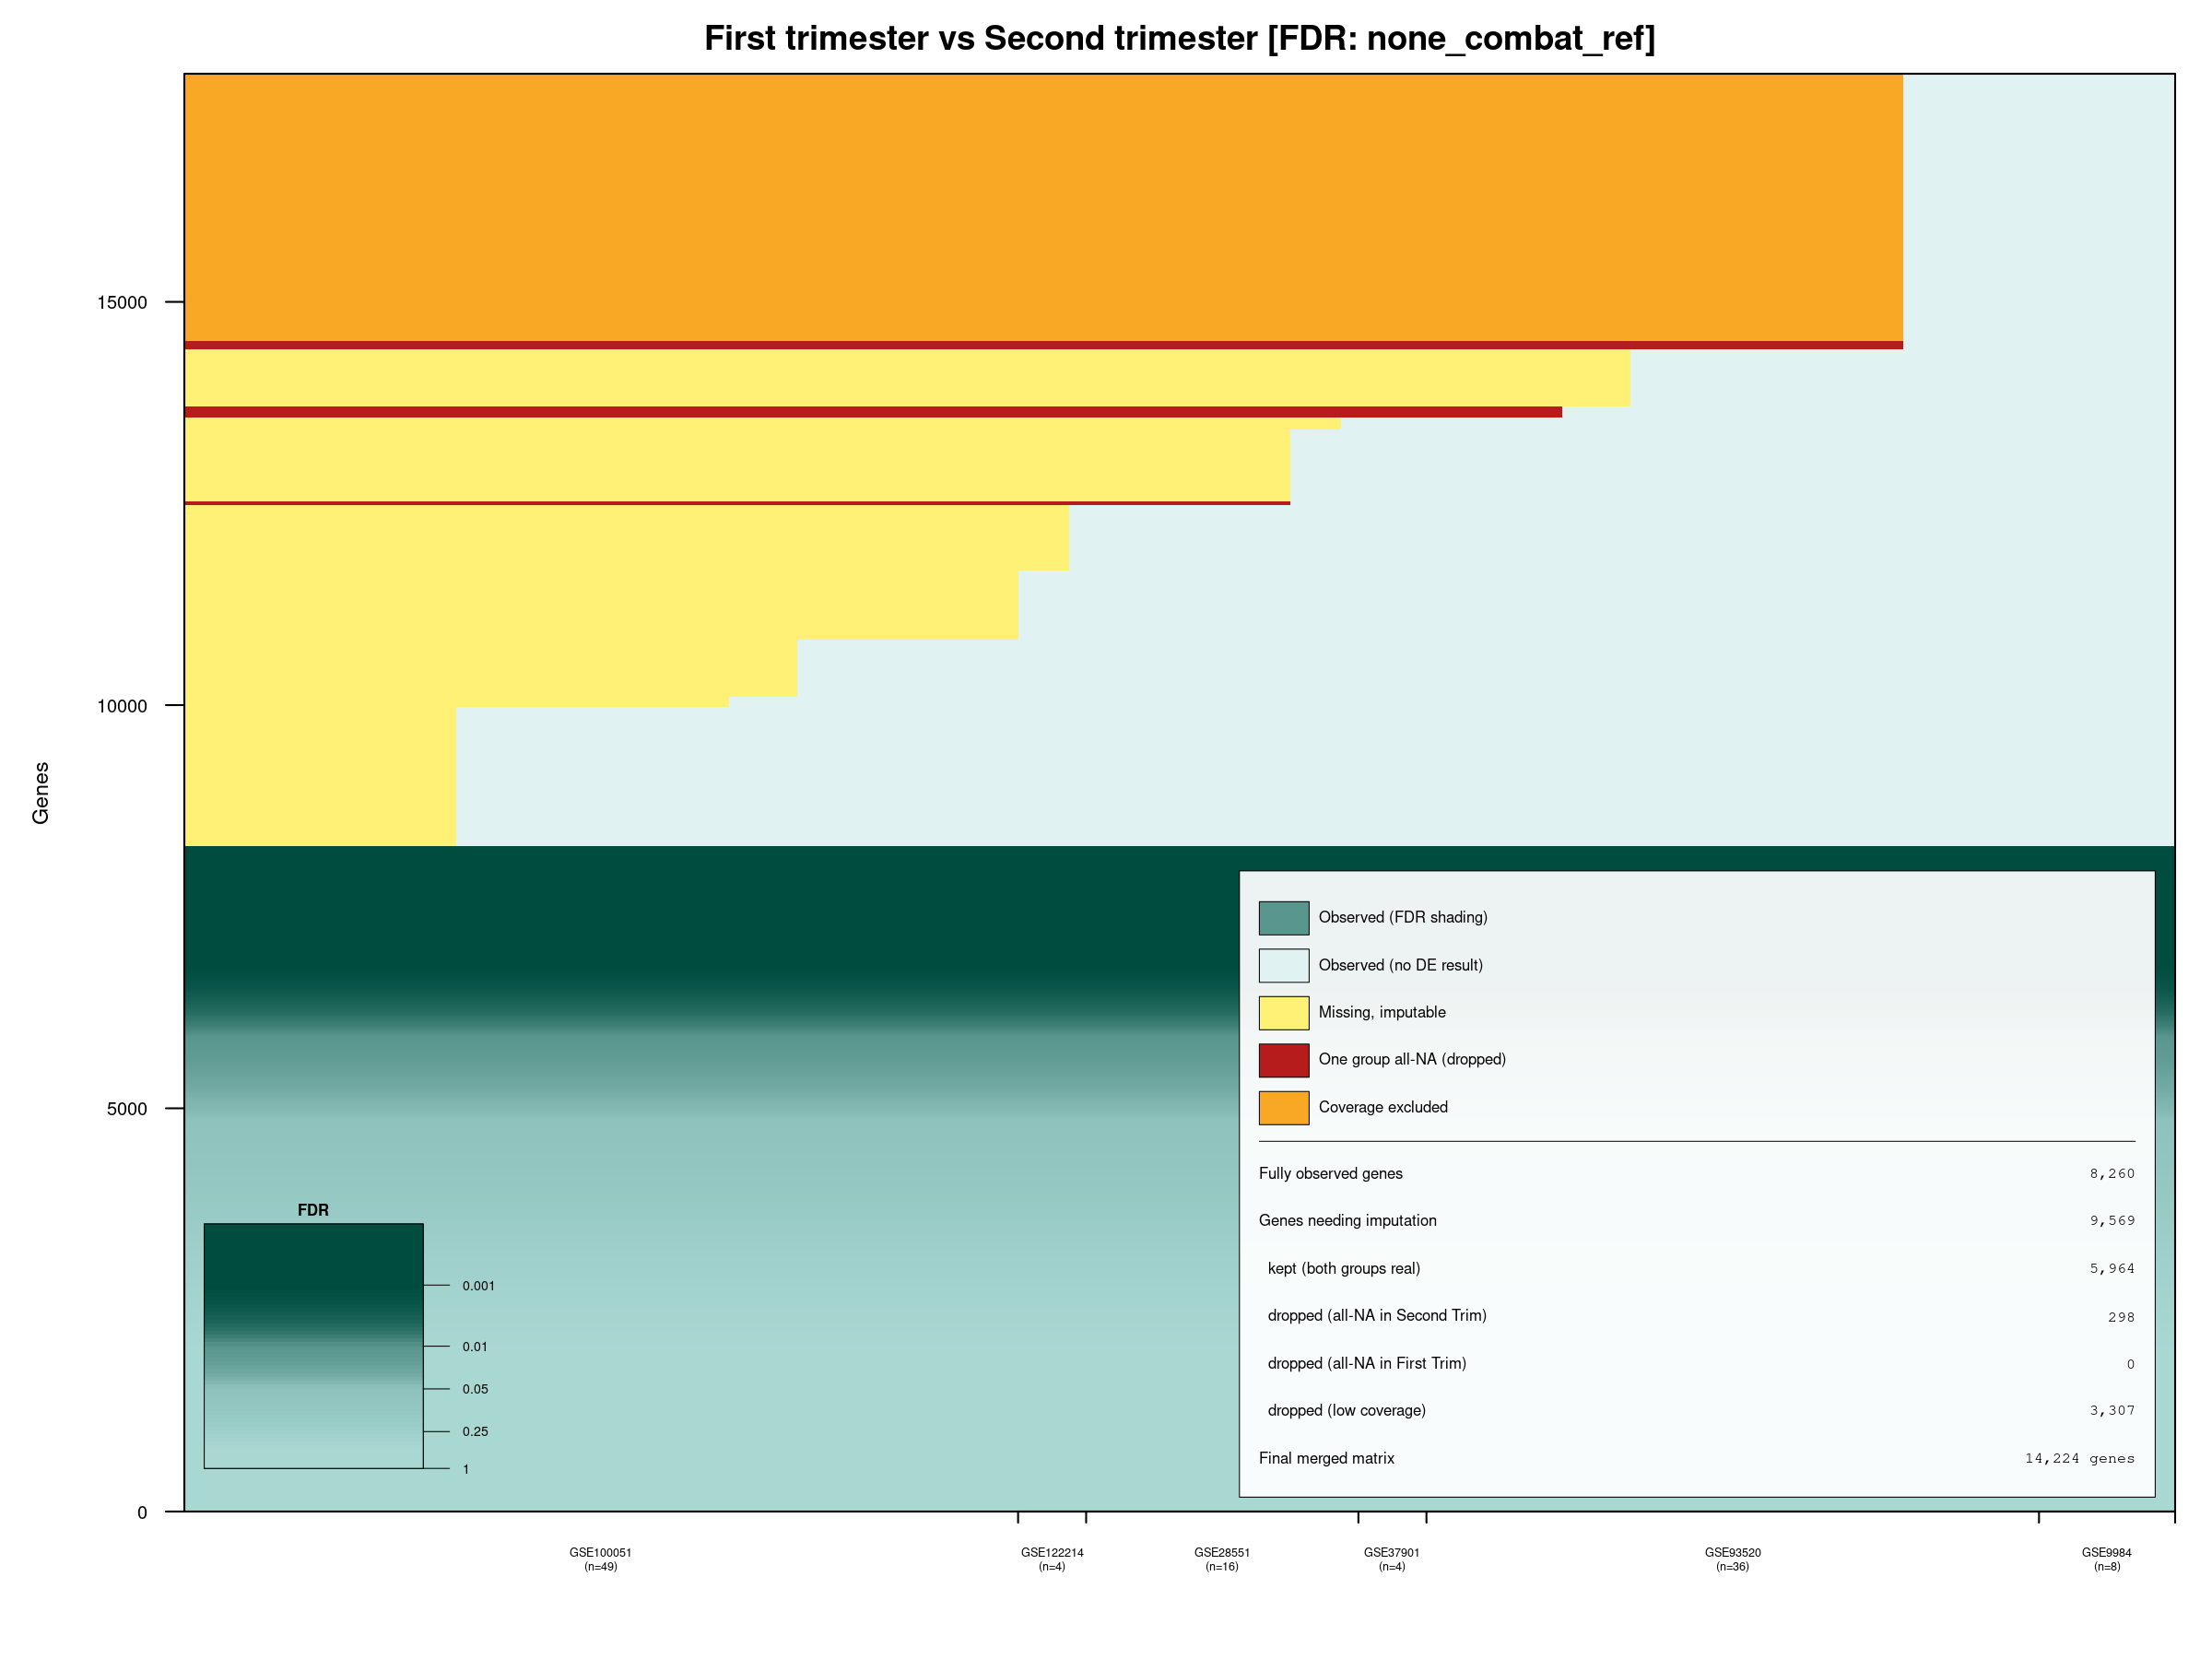 First trimester vs Second trimester [FDR: none_combat_ref]
Genes
15000
10000
5000
0
Observed (FDR shading)
Observed (no DE result)
Missing, imputable
One group all-NA (dropped)
Coverage excluded
Fully observed genes 8,260
Genes needing imputation 9,569
kept (both groups real) 5,964
dropped (all-NA in Second Trim) 298
dropped (all-NA in First Trim) 0
dropped (low coverage) 3,307
Final merged matrix 14,224 genes
FDR
0.001
0.01
0.05
0.25
1
GSE100051 GSE122214 GSE28551 GSE37901 GSE93520 GSE9984
(n=49) (n=4) (n=16) (n=4) (n=36) (n=8)